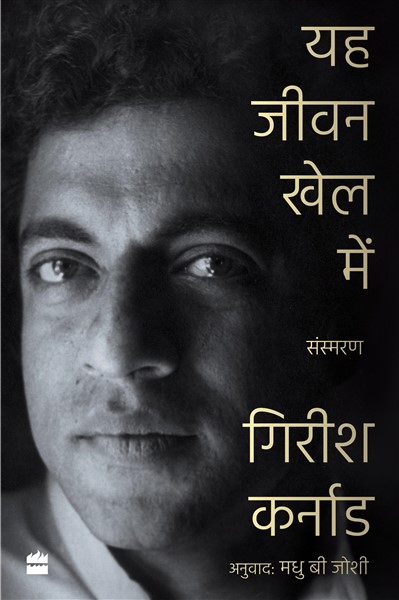 यह
जीवन
खेल
में
संस्मरण
गिरीश
कर्नाड
अनुवाद: मधु बी जोशी